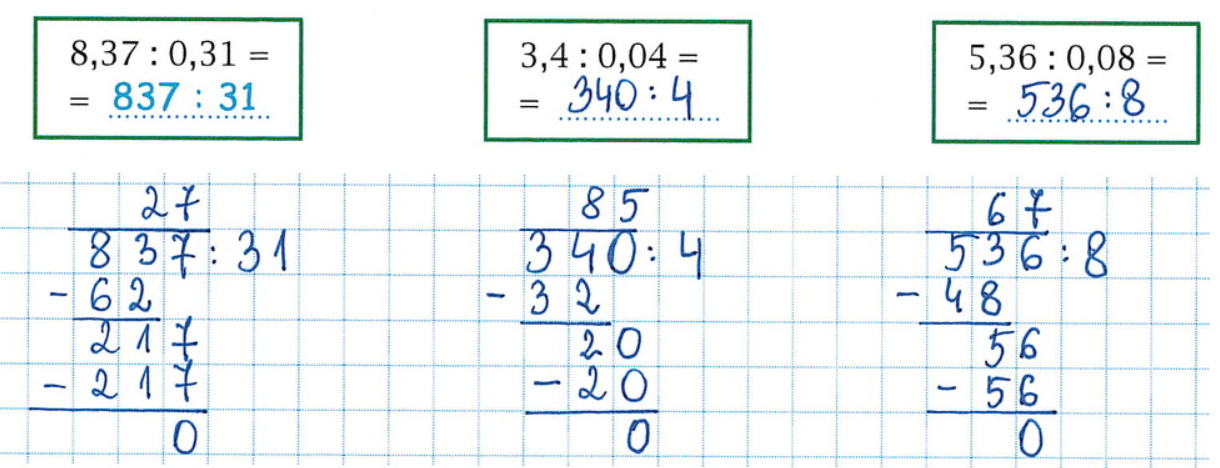 8,37 : 0,31 =
= 837 : 31
3,4 : 0,04 =
= 340 : 4
5,36 : 0,08 =
= 536 : 8
27
837 : 31
- 62
217
- 217
0
85
340 : 4
- 32
20
- 20
0
67
536 : 8
- 48
56
- 56
0